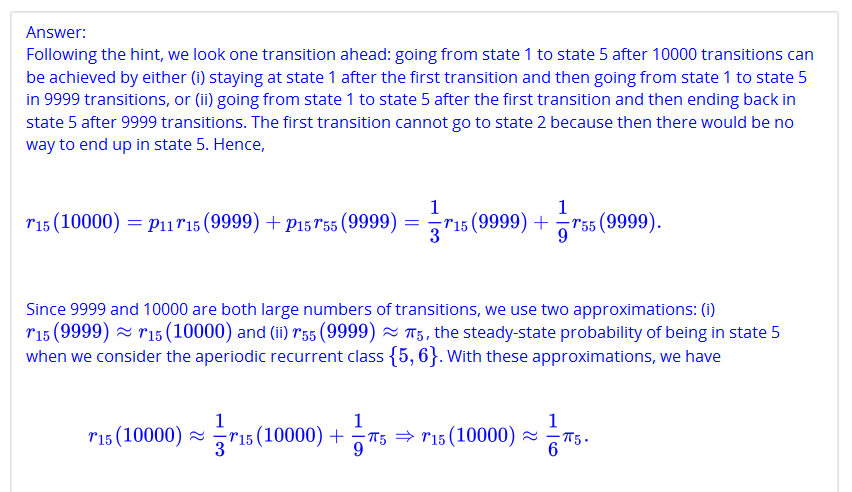 Answer:
Following the hint, we look one transition ahead: going from state 1 to state 5 after 10000 transitions can
be achieved by either (i) staying at state 1 after the first transition and then going from state 1 to state 5
in 9999 transitions, or (ii) going from state 1 to state 5 after the first transition and then ending back in
state 5 after 9999 transitions. The first transition cannot go to state 2 because then there would be no
way to end up in state 5. Hence,
r₁₅(10000) = p₁₁r₁₅(9999) + p₁₅r₅₅(9999) = 1/3 r₁₅(9999) + 1/9 r₅₅(9999).
Since 9999 and 10000 are both large numbers of transitions, we use two approximations: (i)
r₁₅(9999) ≈ r₁₅(10000) and (ii) r₅₅(9999) ≈ π₅, the steady-state probability of being in state 5
when we consider the aperiodic recurrent class {5, 6}. With these approximations, we have
r₁₅(10000) ≈ 1/3 r₁₅(10000) + 1/9 π₅ ⇒ r₁₅(10000) ≈ 1/6 π₅.